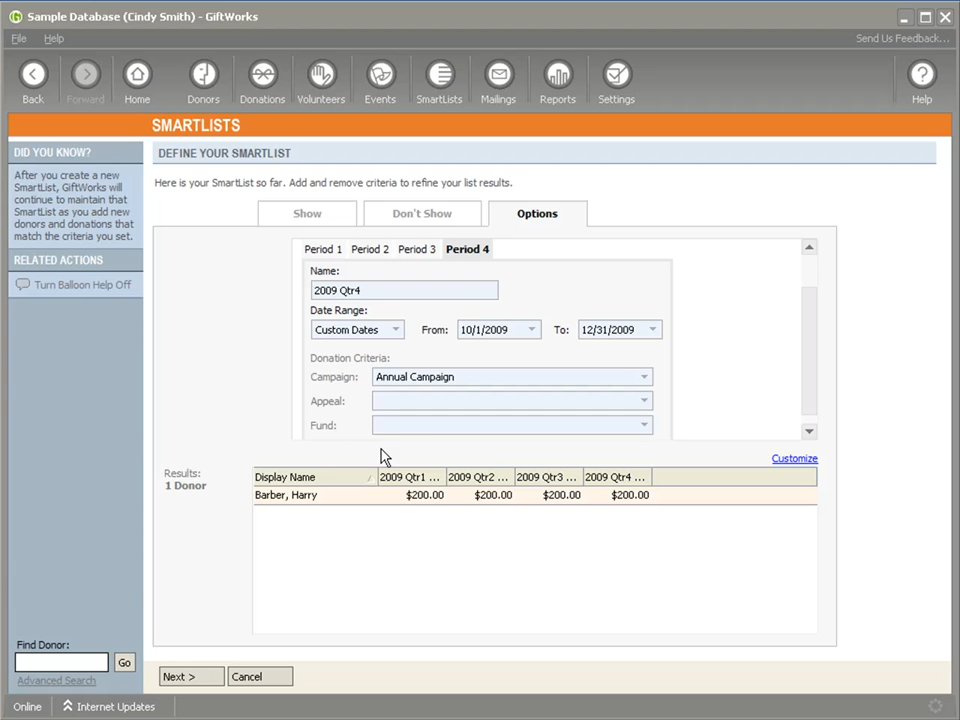 Sample Database (Cindy Smith) - GiftWorks
File Help Send Us Feedback...
Back Forward Home Donors Donations Volunteers Events SmartLists Mailings Reports Settings Help
SMARTLISTS
DID YOU KNOW?
After you create a new
SmartList, GiftWorks will
continue to maintain that
SmartList as you add new
donors and donations that
match the criteria you set.
RELATED ACTIONS
Turn Balloon Help Off
DEFINE YOUR SMARTLIST
Here is your SmartList so far. Add and remove criteria to refine your list results.
Show Don't Show Options
Period 1 Period 2 Period 3 Period 4
Name:
2009 Qtr4
Date Range:
Custom Dates From: 10/1/2009 To: 12/31/2009
Donation Criteria:
Campaign: Annual Campaign
Appeal:
Fund:
Customize
Results:
1 Donor
Display Name 2009 Qtr1 ... 2009 Qtr2 ... 2009 Qtr3 ... 2009 Qtr4 ...
Barber, Harry $200.00 $200.00 $200.00 $200.00
Find Donor:
Go
Advanced Search
Next > Cancel
Online Internet Updates